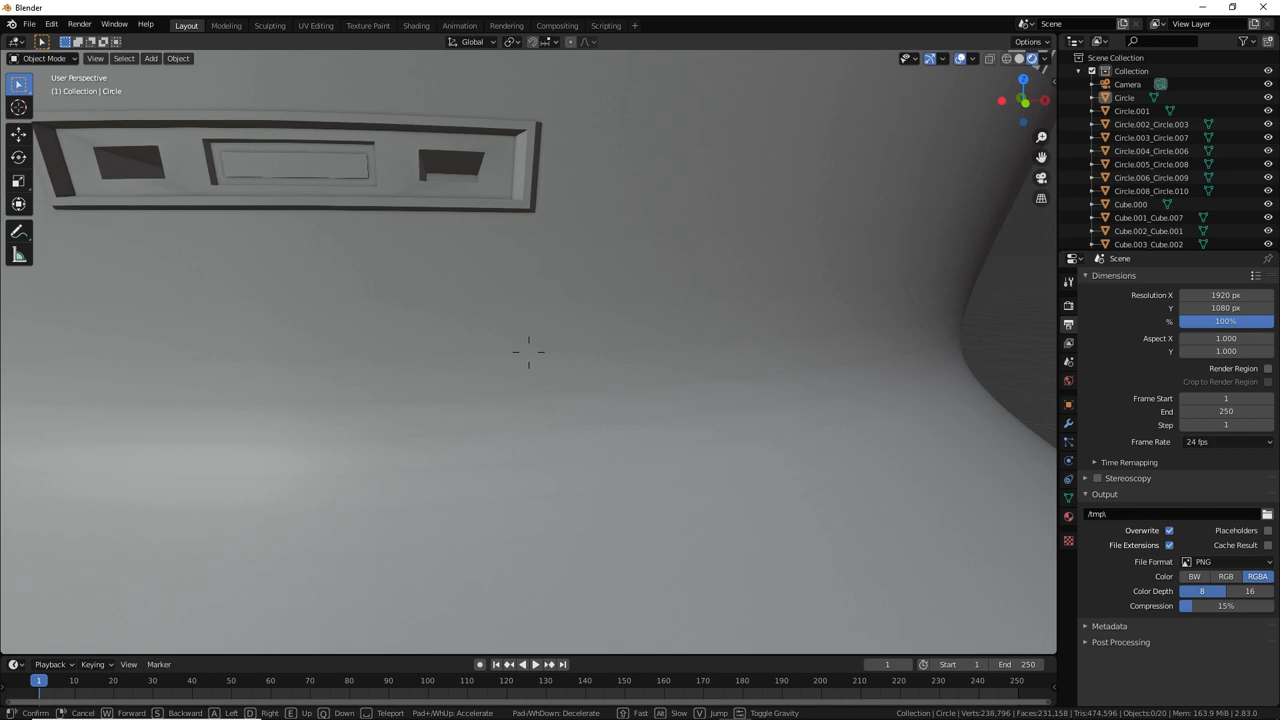 Blender
File Edit Render Window Help
Layout Modeling Sculpting UV Editing Texture Paint Shading Animation Rendering Compositing Scripting +
Scene
View Layer
Global
Options
Object Mode View Select Add Object
User Perspective
(1) Collection | Circle
Z
X
Scene Collection
Collection
Camera
Circle
Circle.001
Circle.002_Circle.003
Circle.003_Circle.007
Circle.004_Circle.006
Circle.005_Circle.008
Circle.006_Circle.009
Circle.008_Circle.010
Cube.000
Cube.001_Cube.007
Cube.002_Cube.001
Cube.003_Cube.002
Scene
Dimensions
Resolution X 1920 px
Y 1080 px
% 100%
Aspect X 1.000
Y 1.000
Render Region
Crop to Render Region
Frame Start 1
End 250
Step 1
Frame Rate 24 fps
Time Remapping
Stereoscopy
Output
/tmp\
Overwrite Placeholders
File Extensions Cache Result
File Format PNG
Color BW RGB RGBA
Color Depth 8 16
Compression 15%
Metadata
Post Processing
Playback Keying View Marker 1 Start 1 End 250
1 10 20 30 40 50 60 70 80 90 100 110 120 130 140 150 160 170 180 190 200 210 220 230 240 250
Confirm Cancel W Forward S Backward A Left D Right E Up Q Down Teleport Pad+/WhUp: Accelerate Pad-/WhDown: Decelerate Fast Alt Slow V Jump Toggle Gravity
Collection | Circle | Verts:238,796 | Faces:231,158 | Tris:474,596 | Objects:0/20 | Mem: 163.9 MiB | 2.83.0